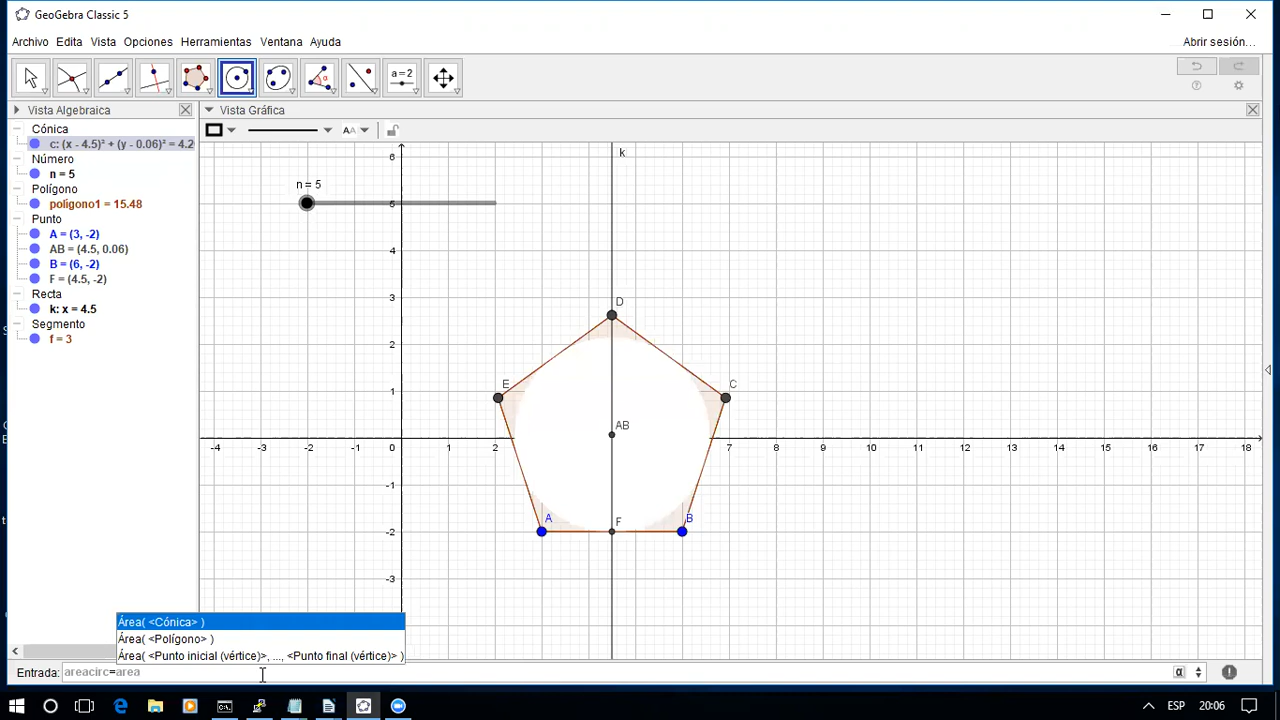 GeoGebra Classic 5
Archivo Edita Vista Opciones Herramientas Ventana Ayuda
Abrir sesión...
a=2
Vista Algebraica
Vista Gráfica
AA
Cónica
c: (x - 4.5)² + (y - 0.06)² = 4.2
Número
n = 5
Polígono
polígono1 = 15.48
Punto
A = (3, -2)
AB = (4.5, 0.06)
B = (6, -2)
F = (4.5, -2)
Recta
k: x = 4.5
Segmento
f = 3
k
6
n = 5
5
4
3
D
2
E
C
1
AB
-4 -3 -2 -1 0 1 2 7 8 9 10 11 12 13 14 15 16 17 18
-1
A
F
B
-2
-3
Área( <Cónica> )
Área( <Polígono> )
Área( <Punto inicial (vértice)>, ..., <Punto final (vértice)> )
Entrada: areacirc=area
α
ESP 20:06